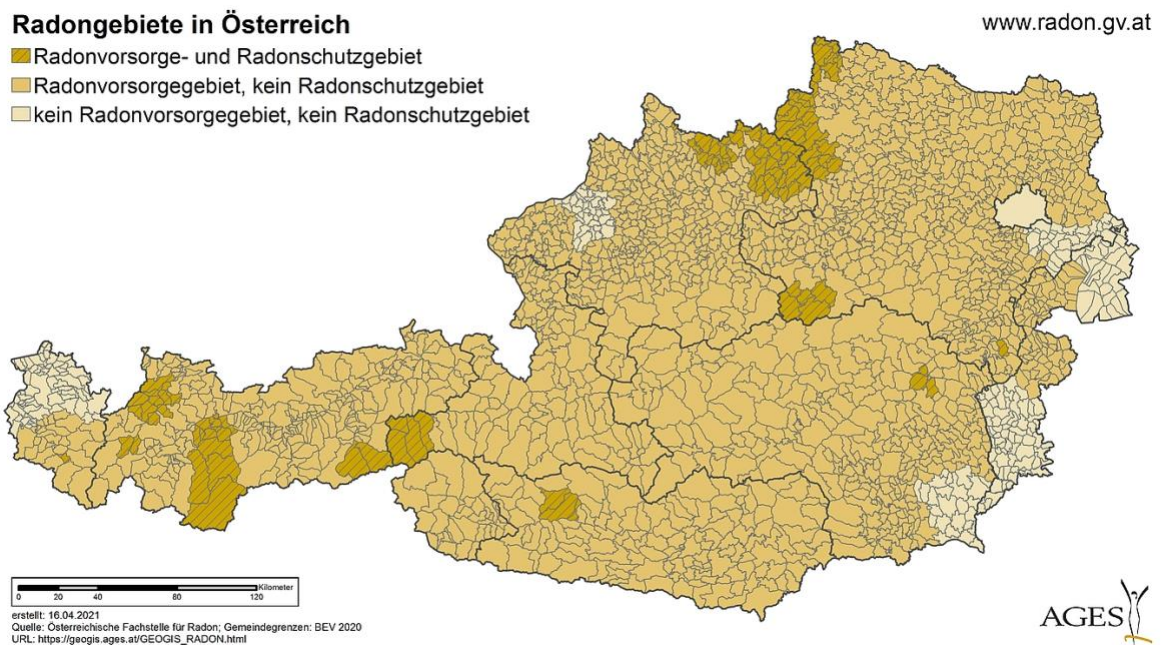 Radongebiete in Österreich
www.radon.gv.at
Radonvorsorge- und Radonschutzgebiet
Radonvorsorgegebiet, kein Radonschutzgebiet
kein Radonvorsorgegebiet, kein Radonschutzgebiet
Kilometer
0 20 40 80 120
erstellt: 16.04.2021
Quelle: Österreichische Fachstelle für Radon; Gemeindegrenzen: BEV 2020
URL: https://geogis.ages.at/GEOGIS_RADON.html
AGES